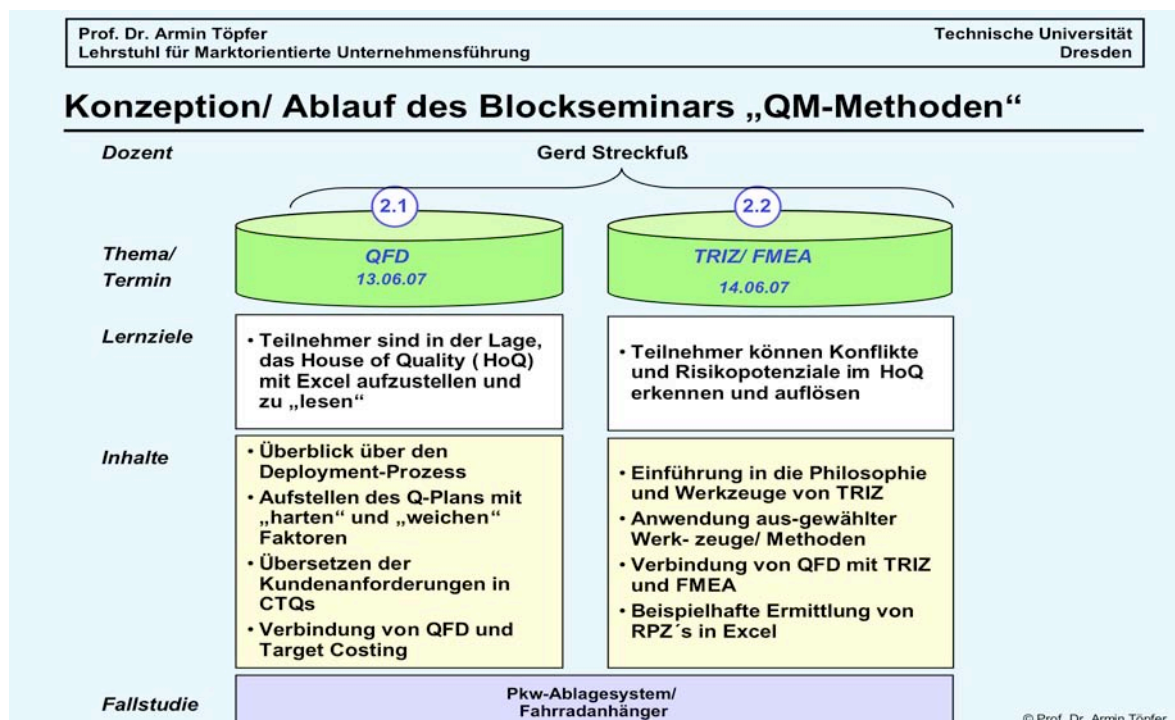 Prof. Dr. Armin Töpfer
Lehrstuhl für Marktorientierte Unternehmensführung
Technische Universität
Dresden
Konzeption/ Ablauf des Blockseminars „QM-Methoden“
Dozent
Gerd Streckfuß
2.1
2.2
Thema/
Termin
QFD
13.06.07
TRIZ/ FMEA
14.06.07
Lernziele
• Teilnehmer sind in der Lage,
das House of Quality ( HoQ)
mit Excel aufzustellen und
zu „lesen“
• Teilnehmer können Konflikte
und Risikopotenziale im HoQ
erkennen und auflösen
Inhalte
• Überblick über den
Deployment-Prozess
• Aufstellen des Q-Plans mit
„harten“ und „weichen“
Faktoren
• Übersetzen der
Kundenanforderungen in
CTQs
• Verbindung von QFD und
Target Costing
• Einführung in die Philosophie
und Werkzeuge von TRIZ
• Anwendung aus-gewählter
Werk- zeuge/ Methoden
• Verbindung von QFD mit TRIZ
und FMEA
• Beispielhafte Ermittlung von
RPZ´s in Excel
Fallstudie
Pkw-Ablagesystem/
Fahrradanhänger
© Prof. Dr. Armin Töpfer